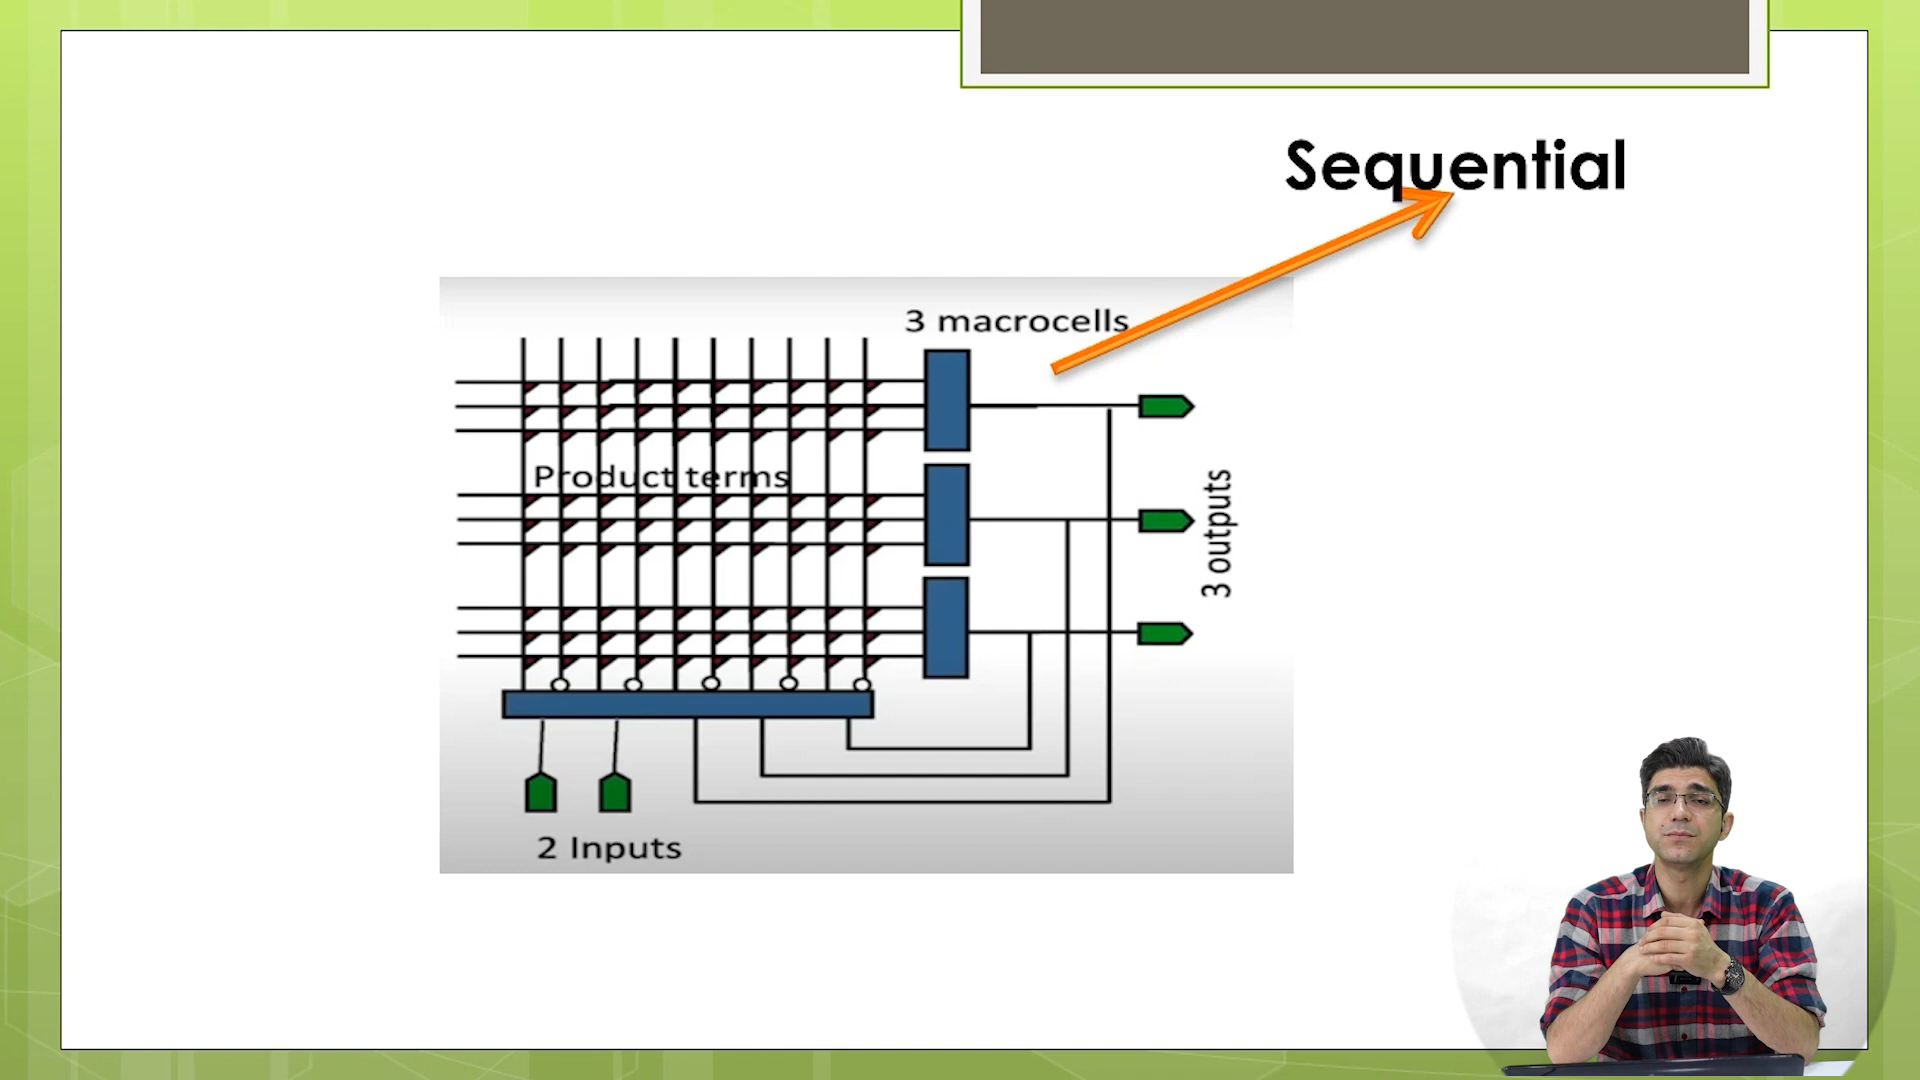 Sequential
3 macrocells
Product terms
3 outputs
2 Inputs